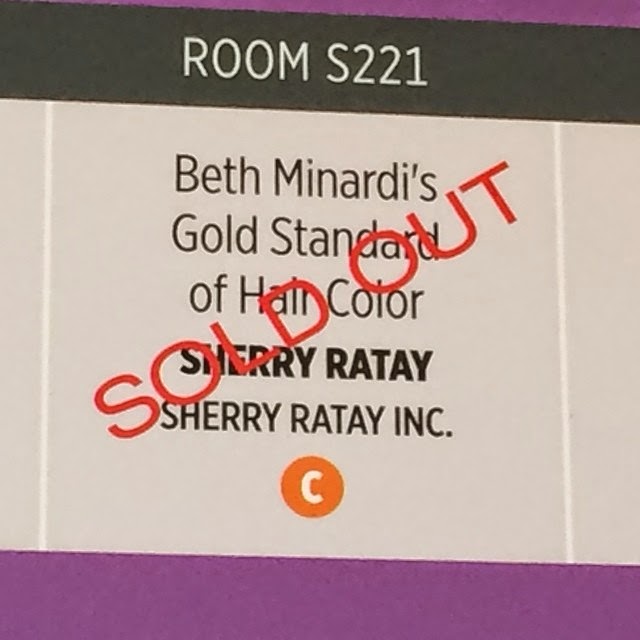 ROOM S221
Beth Minardi's
Gold Standard
of Hair Color
SHERRY RATAY
SHERRY RATAY INC.
C
SOLD OUT